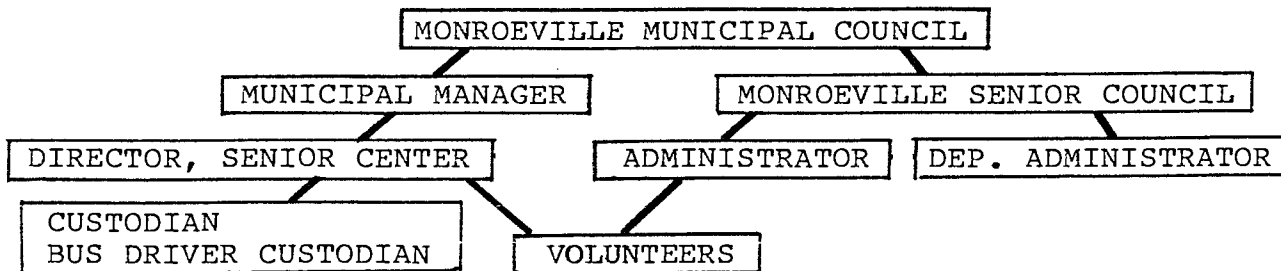 MONROEVILLE MUNICIPAL COUNCIL
MUNICIPAL MANAGER
MONROEVILLE SENIOR COUNCIL
DIRECTOR, SENIOR CENTER
ADMINISTRATOR
DEP. ADMINISTRATOR
CUSTODIAN
BUS DRIVER CUSTODIAN
VOLUNTEERS